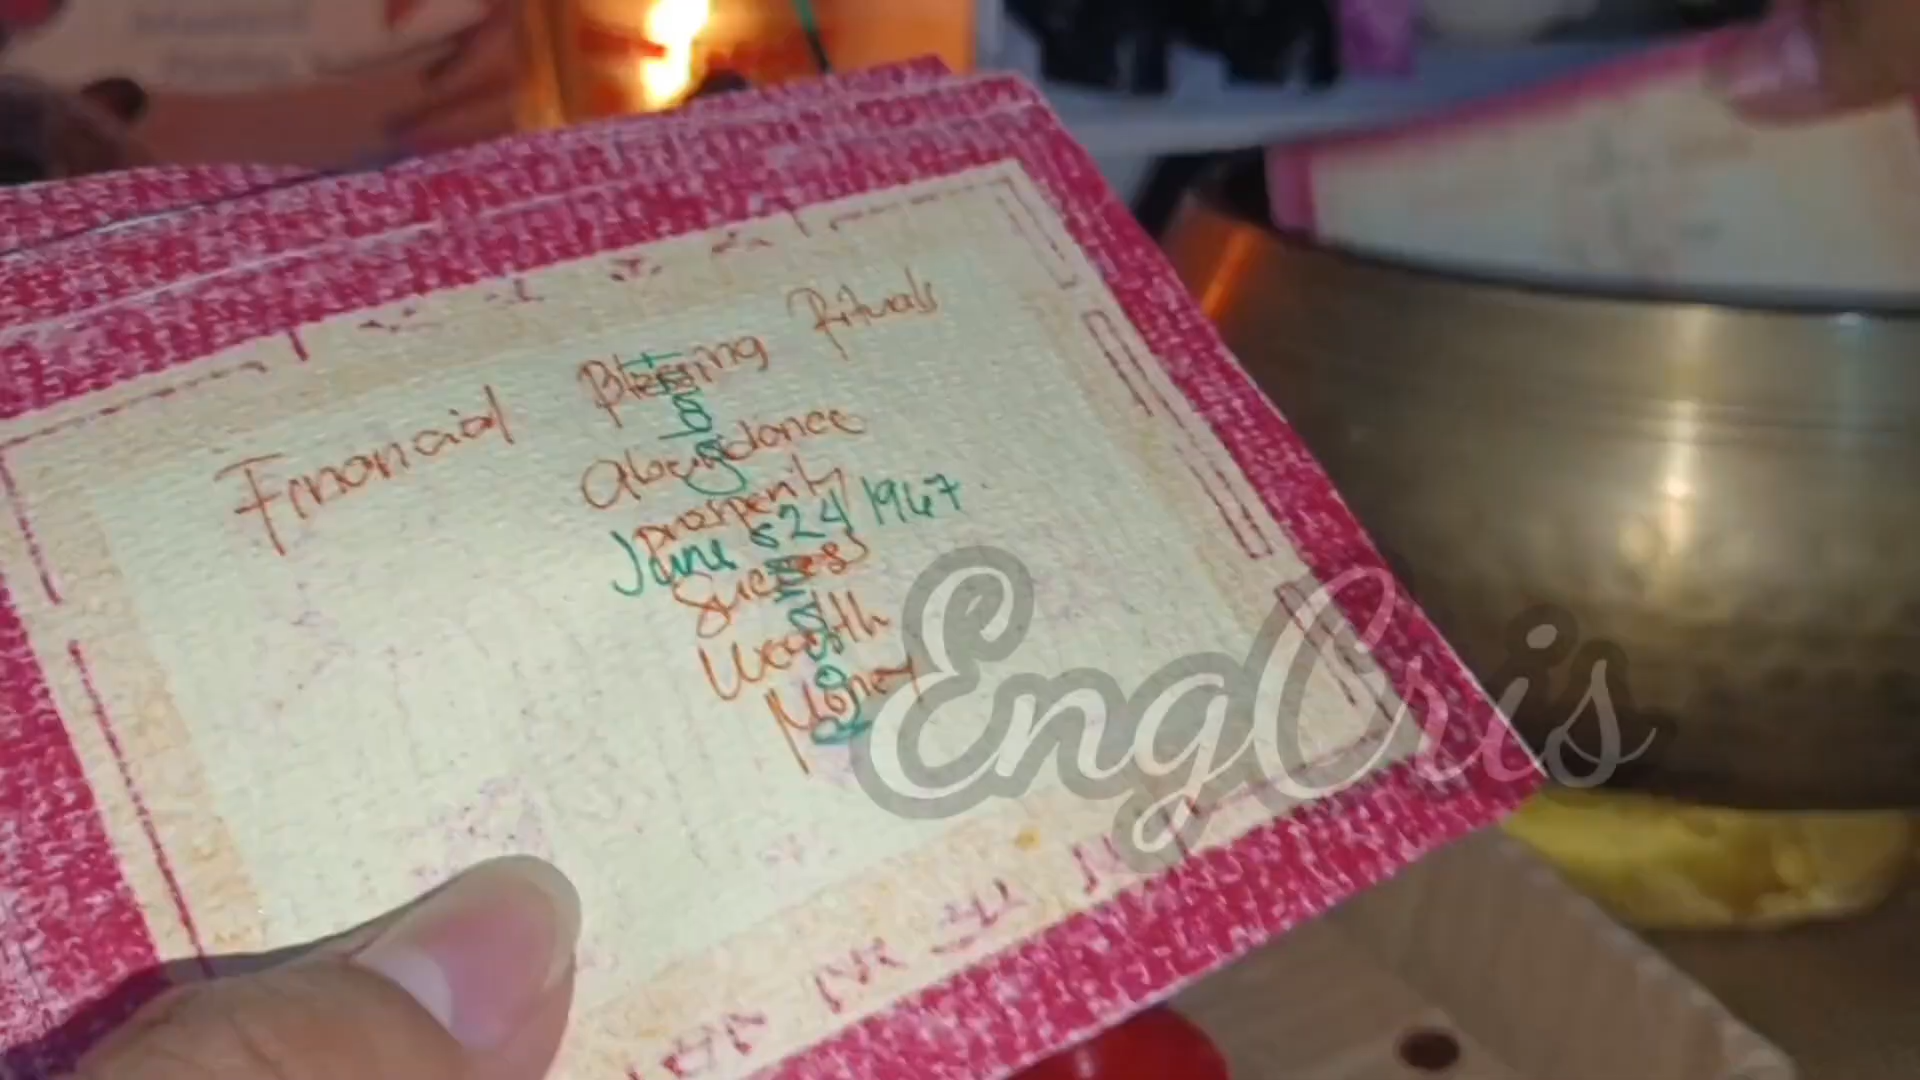 Financial Blessing Rituals
abundance
prosperity
June 24 1967
Success
Wealth
Money
EngCris